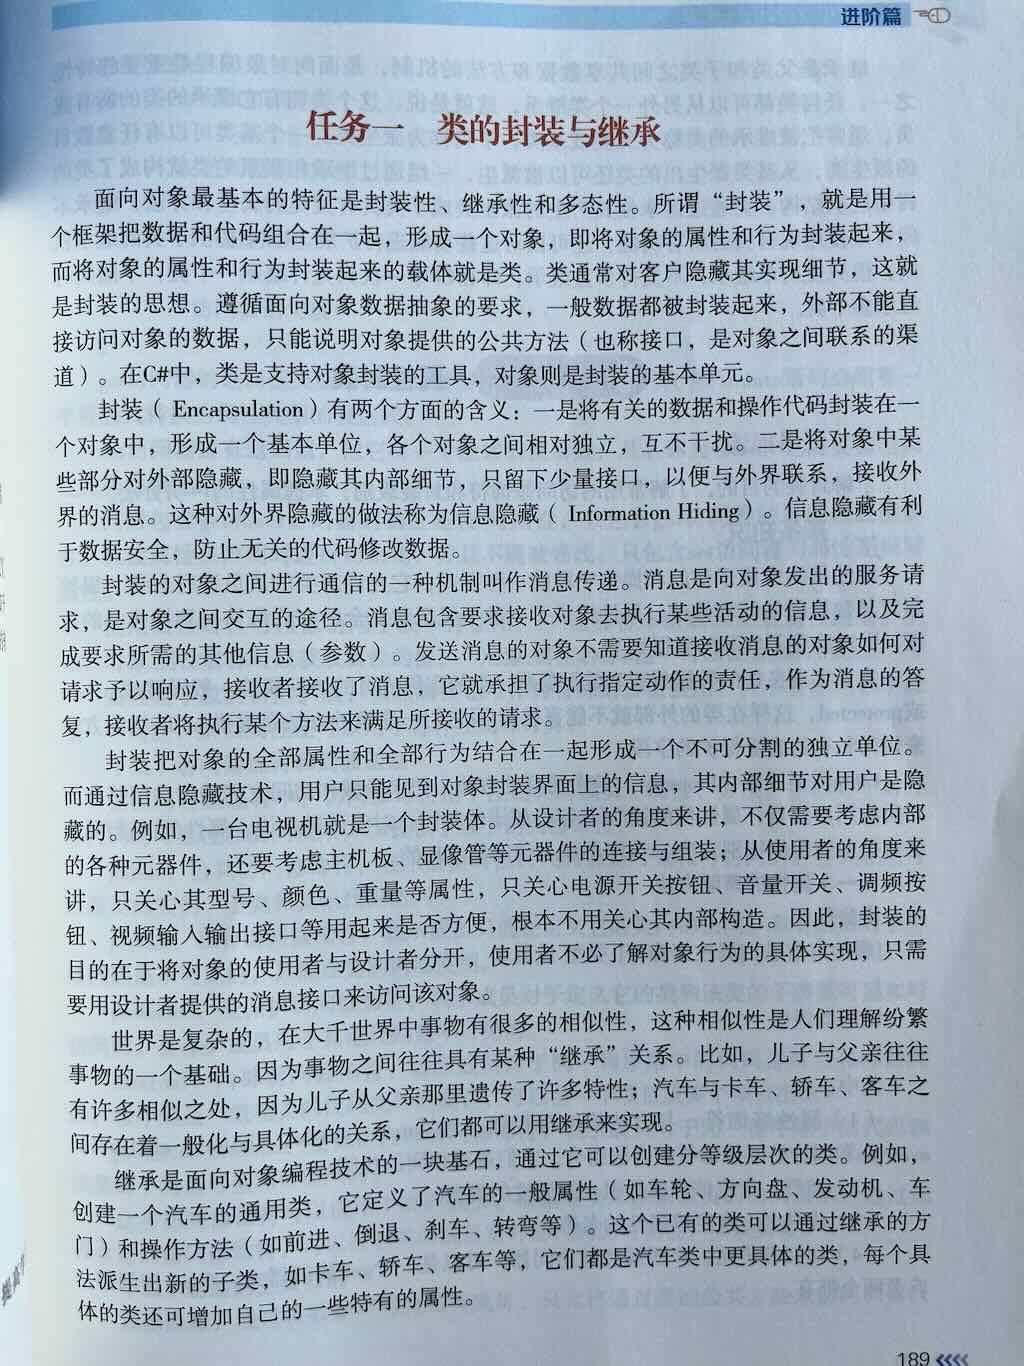 进阶篇
任务一 类的封装与继承
面向对象最基本的特征是封装性、继承性和多态性。所谓“封装”，就是用一
个框架把数据和代码组合在一起，形成一个对象，即将对象的属性和行为封装起来，
而将对象的属性和行为封装起来的载体就是类。类通常对客户隐藏其实现细节，这就
是封装的思想。遵循面向对象数据抽象的要求，一般数据都被封装起来，外部不能直
接访问对象的数据，只能说明对象提供的公共方法（也称接口，是对象之间联系的渠
道）。在C#中，类是支持对象封装的工具，对象则是封装的基本单元。
封装（Encapsulation）有两个方面的含义：一是将有关的数据和操作代码封装在一
个对象中，形成一个基本单位，各个对象之间相对独立，互不干扰。二是将对象中某
些部分对外部隐藏，即隐藏其内部细节，只留下少量接口，以便与外界联系，接收外
界的消息。这种对外界隐藏的做法称为信息隐藏（Information Hiding）。信息隐藏有利
于数据安全，防止无关的代码修改数据。
封装的对象之间进行通信的一种机制叫作消息传递。消息是向对象发出的服务请
求，是对象之间交互的途径。消息包含要求接收对象去执行某些活动的信息，以及完
成要求所需的其他信息（参数）。发送消息的对象不需要知道接收消息的对象如何对
请求予以响应，接收者接收了消息，它就承担了执行指定动作的责任，作为消息的答
复，接收者将执行某个方法来满足所接收的请求。
封装把对象的全部属性和全部行为结合在一起形成一个不可分割的独立单位。
而通过信息隐藏技术，用户只能见到对象封装界面上的信息，其内部细节对用户是隐
藏的。例如，一台电视机就是一个封装体。从设计者的角度来讲，不仅需要考虑内部
的各种元器件，还要考虑主机板、显像管等元器件的连接与组装；从使用者的角度来
讲，只关心其型号、颜色、重量等属性，只关心电源开关按钮、音量开关、调频按
钮、视频输入输出接口等用起来是否方便，根本不用关心其内部构造。因此，封装的
目的在于将对象的使用者与设计者分开，使用者不必了解对象行为的具体实现，只需
要用设计者提供的消息接口来访问该对象。
世界是复杂的，在大千世界中事物有很多的相似性，这种相似性是人们理解纷繁
事物的一个基础。因为事物之间往往具有某种“继承”关系。比如，儿子与父亲往往
有许多相似之处，因为儿子从父亲那里遗传了许多特性；汽车与卡车、轿车、客车之
间存在着一般化与具体化的关系，它们都可以用继承来实现。
继承是面向对象编程技术的一块基石，通过它可以创建分等级层次的类。例如，
创建一个汽车的通用类，它定义了汽车的一般属性（如车轮、方向盘、发动机、车
门）和操作方法（如前进、倒退、刹车、转弯等）。这个已有的类可以通过继承的方
法派生出新的子类，如卡车、轿车、客车等，它们都是汽车类中更具体的类，每个具
体的类还可增加自己的一些特有的属性。
189